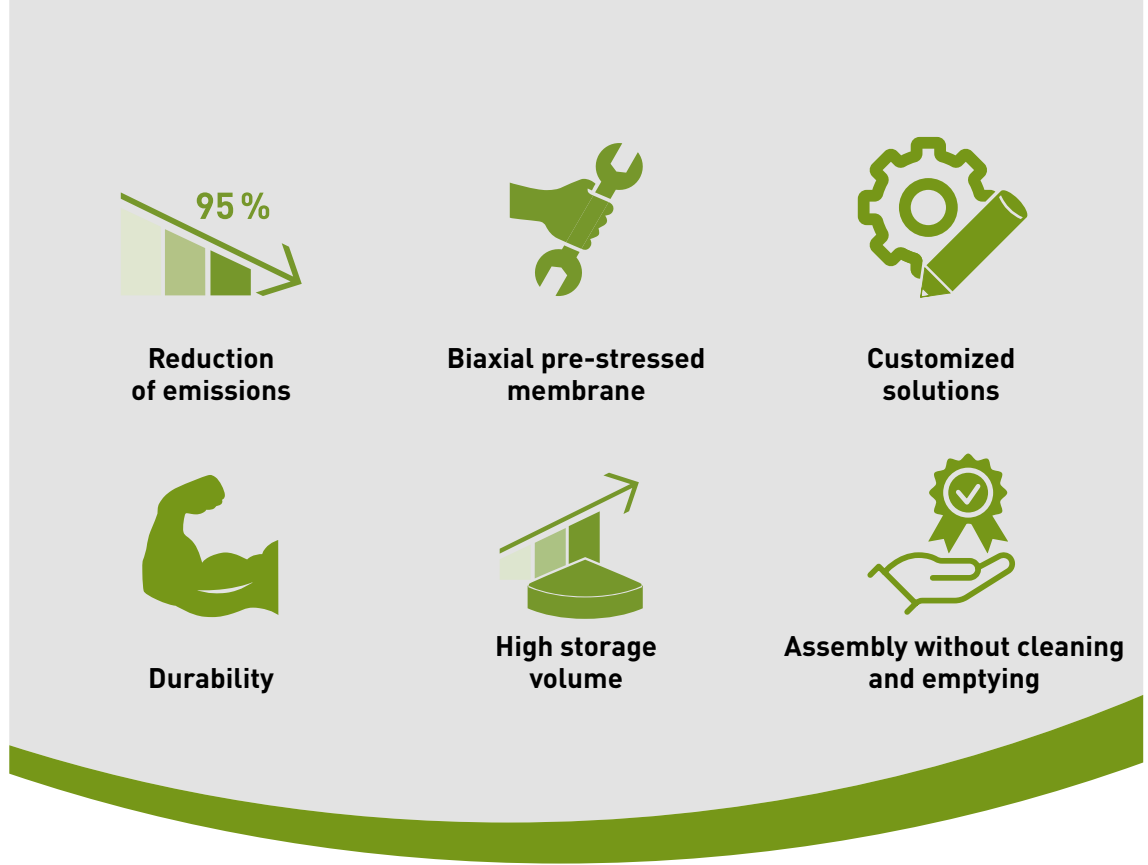 95 %
Reduction
of emissions
Biaxial pre-stressed
membrane
Customized
solutions
Durability
High storage
volume
Assembly without cleaning
and emptying